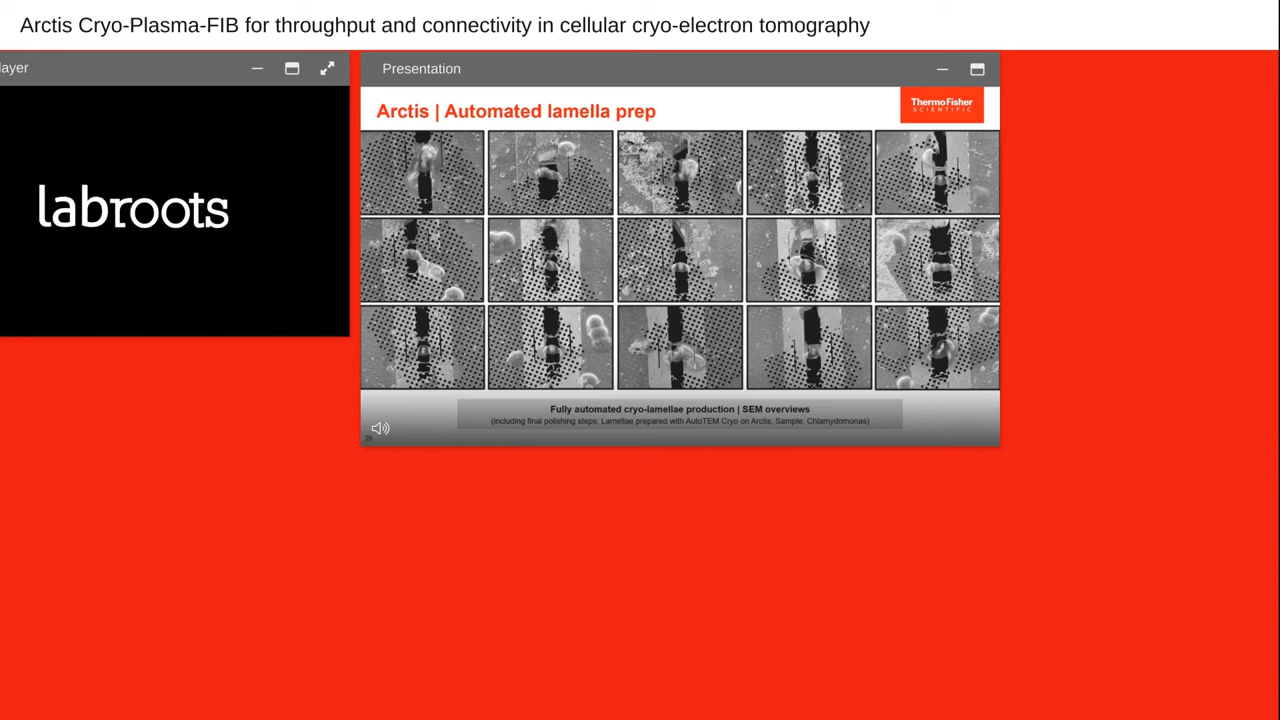 Arctis Cryo-Plasma-FIB for throughput and connectivity in cellular cryo-electron tomography
layer
Presentation
labroots
Arctis | Automated lamella prep
ThermoFisher
SCIENTIFIC
Fully automated cryo-lamellae production | SEM overviews
(including final polishing steps; Lamellae prepared with AutoTEM Cryo on Arctis; Sample: Chlamydomonas)